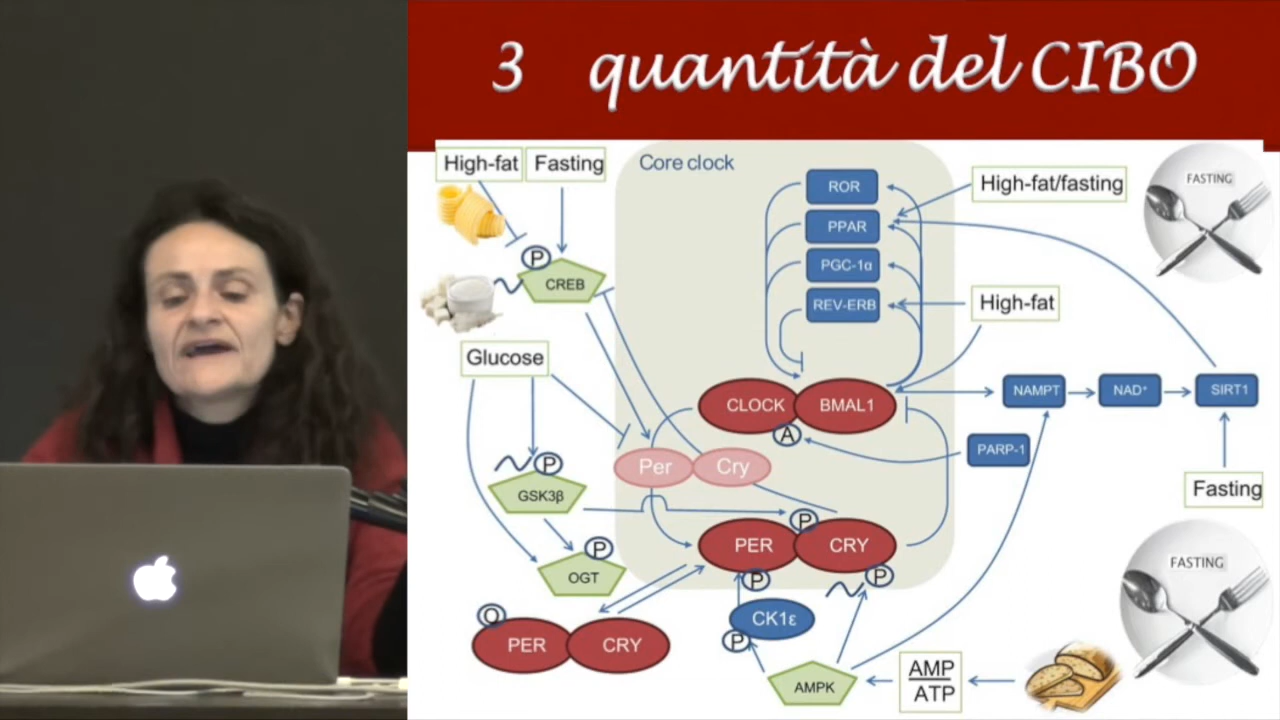 3 quantità del CIBO
High-fat
Fasting
Core clock
ROR
High-fat/fasting
FASTING
PPAR
P
CREB
PGC-1α
REV-ERB
High-fat
Glucose
CLOCK
BMAL1
NAMPT
NAD+
SIRT1
A
PARP-1
Per
Cry
P
GSK3β
Fasting
P
PER
CRY
P
OGT
P
P
FASTING
O
PER
CRY
CK1ε
P
AMPK
AMP
ATP